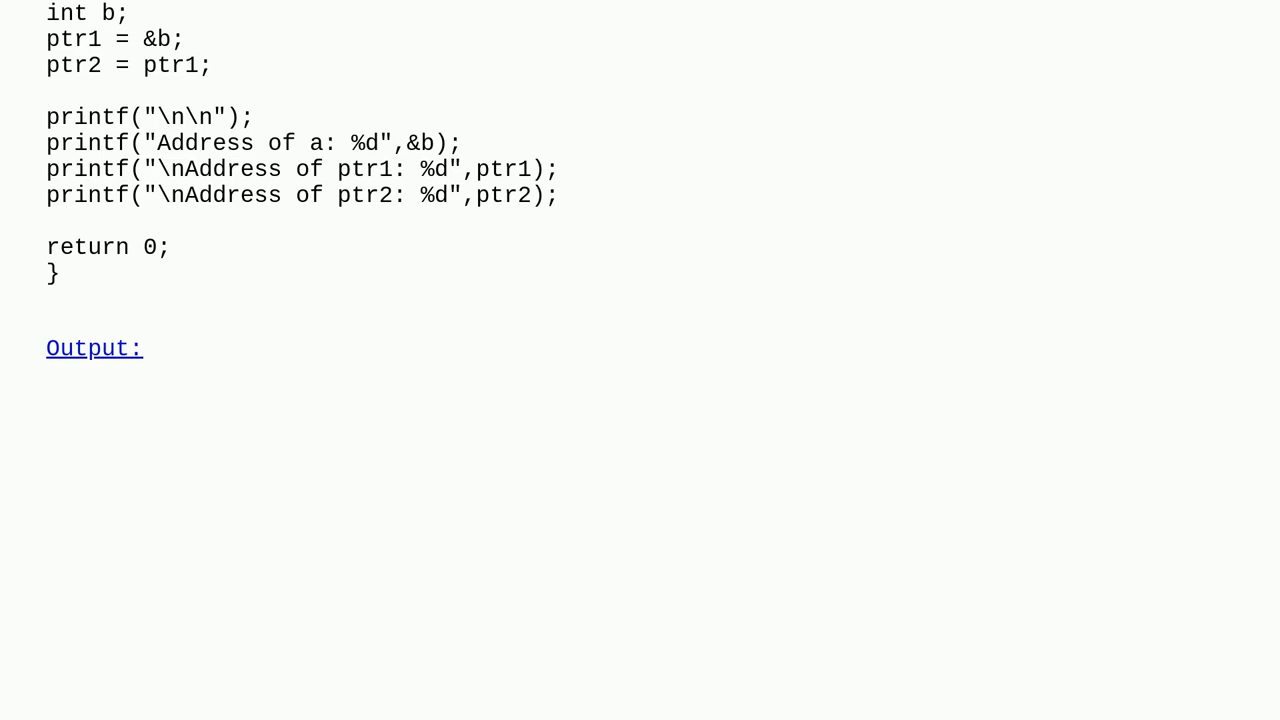 int b;
ptr1 = &b;
ptr2 = ptr1;
printf("\n\n");
printf("Address of a: %d",&b);
printf("\nAddress of ptr1: %d",ptr1);
printf("\nAddress of ptr2: %d",ptr2);
return 0;
}
Output: